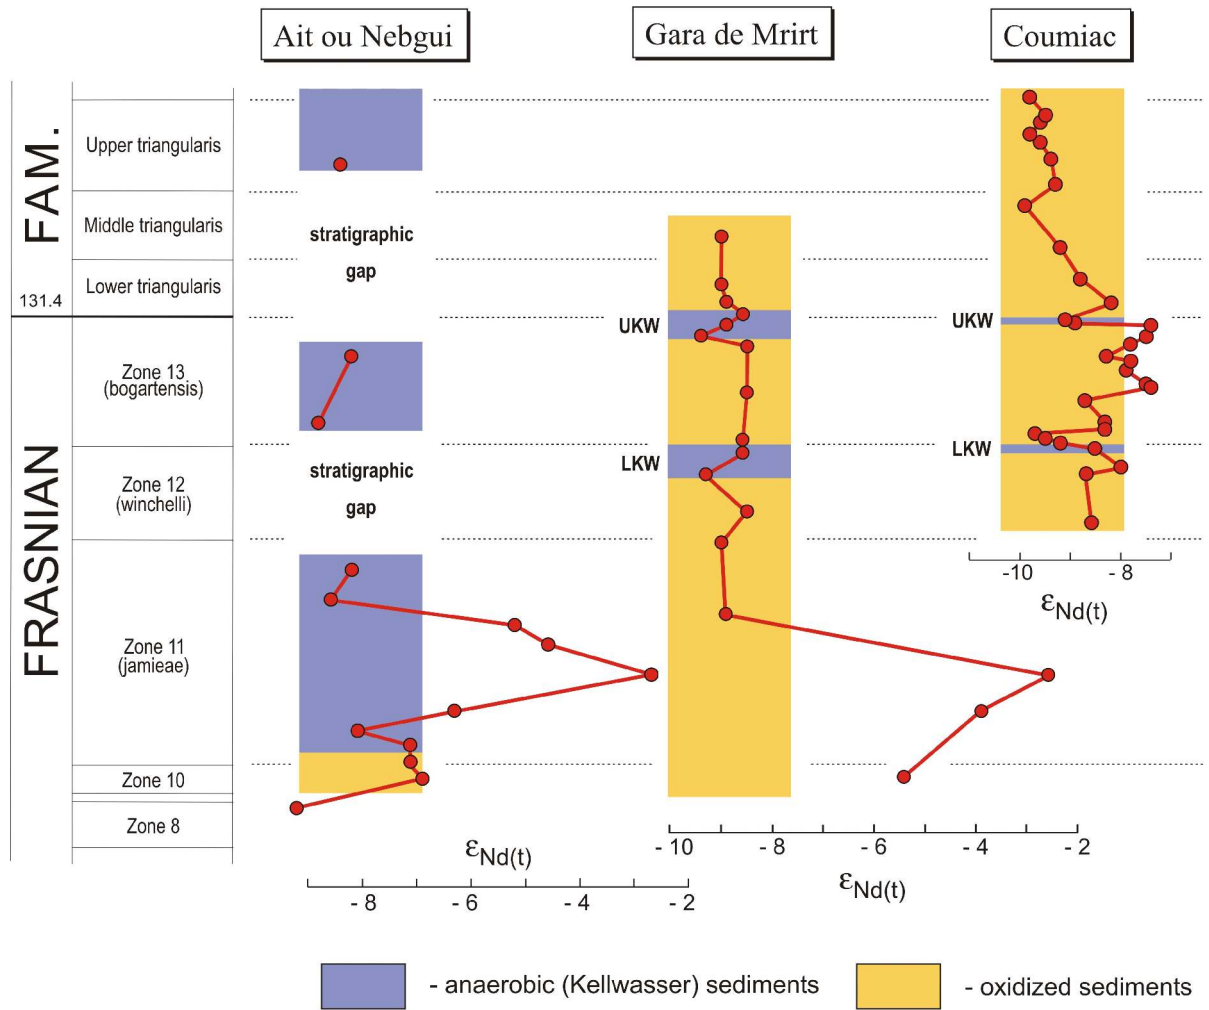 Ait ou Nebgui
Gara de Mrirt
Coumiac
FAM.
131.4
FRASNIAN
Upper triangularis
Middle triangularis
Lower triangularis
Zone 13
(bogartensis)
Zone 12
(winchelli)
Zone 11
(jamieae)
Zone 10
Zone 8
stratigraphic
gap
stratigraphic
gap
UKW
LKW
UKW
LKW
-10 - 8
εNd(t)
- 10 - 8 - 6 - 4 - 2
εNd(t)
εNd(t)
- 8 - 6 - 4 - 2
- anaerobic (Kellwasser) sediments
- oxidized sediments